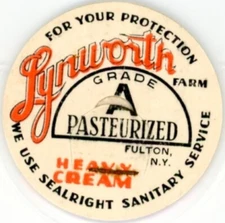 FOR YOUR PROTECTION
Lynworth
FARM
GRADE
A
PASTEURIZED
FULTON,
N.Y.
HEAVY
CREAM
WE USE SEALRIGHT SANITARY SERVICE